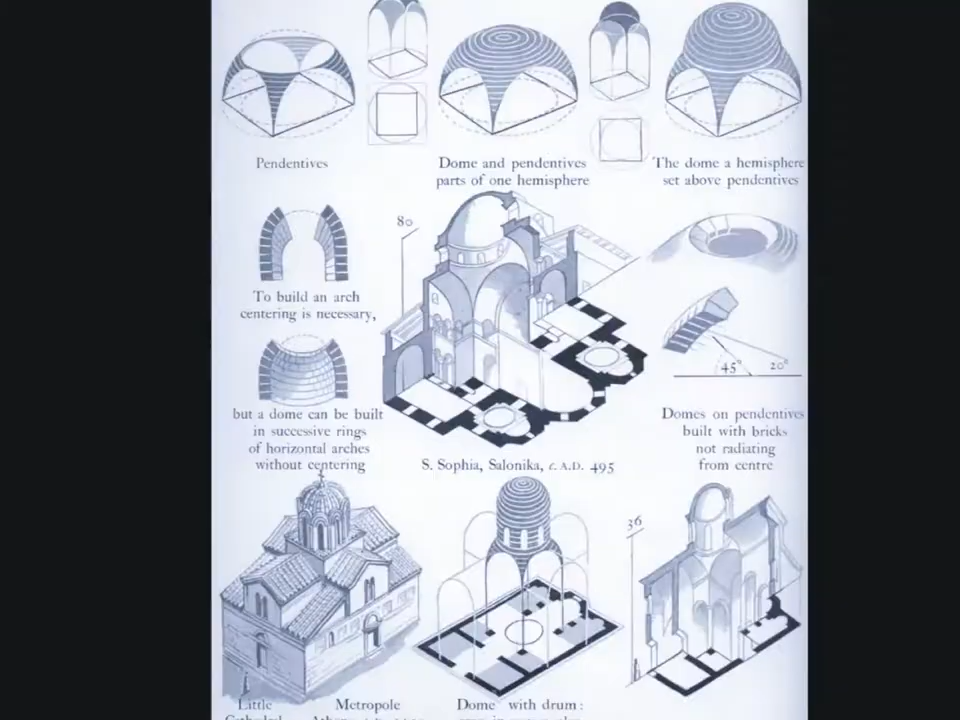 Pendentives
Dome and pendentives
parts of one hemisphere
The dome a hemisphere
set above pendentives
80
To build an arch
centering is necessary,
but a dome can be built
in successive rings
of horizontal arches
without centering
S. Sophia, Salonika, c. A.D. 495
45°
20°
Domes on pendentives
built with bricks
not radiating
from centre
36
Little
Metropole
Dome with drum: